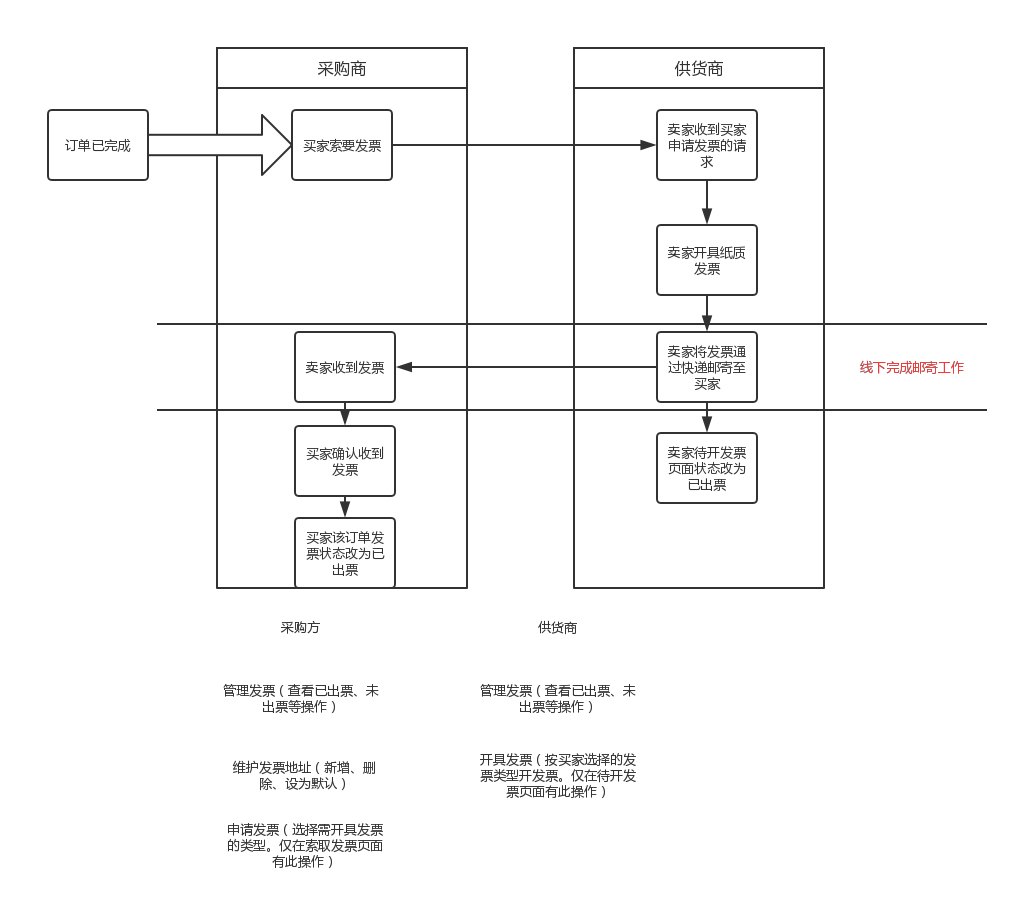 采购商
供货商
订单已完成
买家索要发票
卖家收到买家
申请发票的请
求
卖家开具纸质
发票
卖家收到发票
卖家将发票通
过快递邮寄至
买家
线下完成邮寄工作
买家确认收到
发票
卖家待开发票
页面状态改为
已出票
买家该订单发
票状态改为已
出票
采购方
供货商
管理发票（查看已出票、未
出票等操作）
管理发票（查看已出票、未
出票等操作）
维护发票地址（新增、删
除、设为默认）
开具发票（按买家选择的发
票类型开发票。仅在待开发
票页面有此操作）
申请发票（选择需开具发票
的类型。仅在索取发票页面
有此操作）